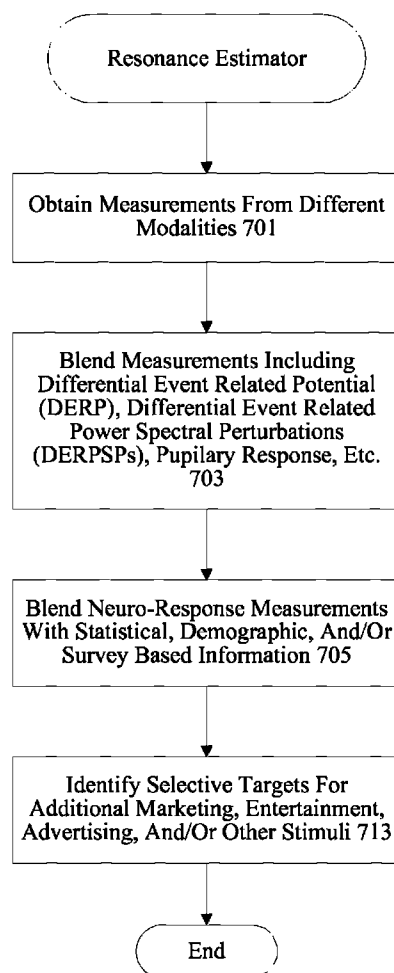 Resonance Estimator
Obtain Measurements From Different
Modalities 701
Blend Measurements Including
Differential Event Related Potential
(DERP), Differential Event Related
Power Spectral Perturbations
(DERPSPs), Pupilary Response, Etc.
703
Blend Neuro-Response Measurements
With Statistical, Demographic, And/Or
Survey Based Information 705
Identify Selective Targets For
Additional Marketing, Entertainment,
Advertising, And/Or Other Stimuli 713
End